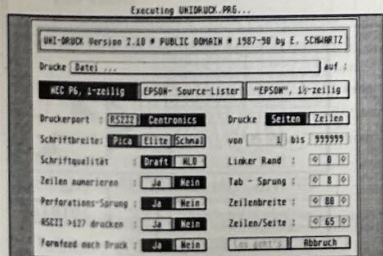 Executing UNIDRUCK.PRG...
UNI-DRUCK Version 2.10 # PUBLIC DOMAIN # 1987-90 by E. SCHWARTZ
Drucke Datei ... auf :
NEC P6, 1-zeilig EPSON- Source-Lister "EPSON", 1½-zeilig
Druckerport : RS232 Centronics Drucke Seiten Zeilen
Schriftbreite: Pica Elite Schmal von 1 bis 999999
Schriftqualität : Draft NLQ Linker Rand : 0
Zeilen numerieren : Ja Nein Tab - Sprung : 8
Perforations-Sprung : Ja Nein Zeilenbreite : 80
ASCII >127 drucken : Ja Nein Zeilen/Seite : 65
Formfeed nach Druck : Ja Nein Los geht's Abbruch